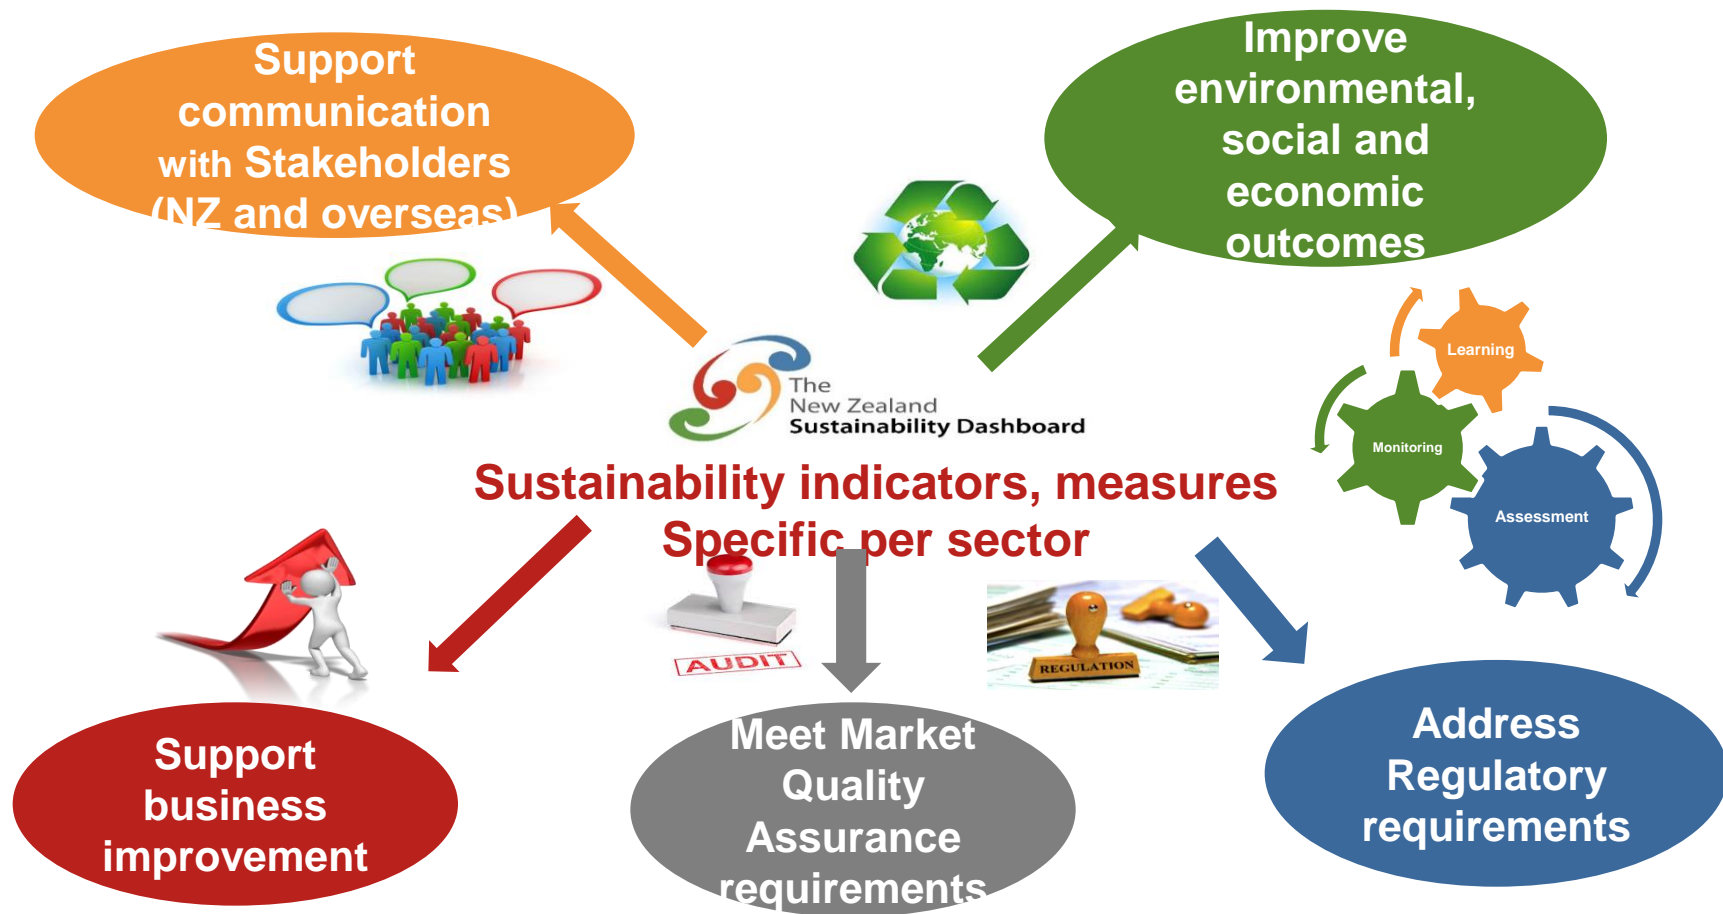 Support
communication
with Stakeholders
(NZ and overseas)
Improve
environmental,
social and
economic
outcomes
Learning
Monitoring
Assessment
The
New Zealand
Sustainability Dashboard
Sustainability indicators, measures
Specific per sector
AUDIT
REGULATION
Support
business
improvement
Meet Market
Quality
Assurance
requirements
Address
Regulatory
requirements